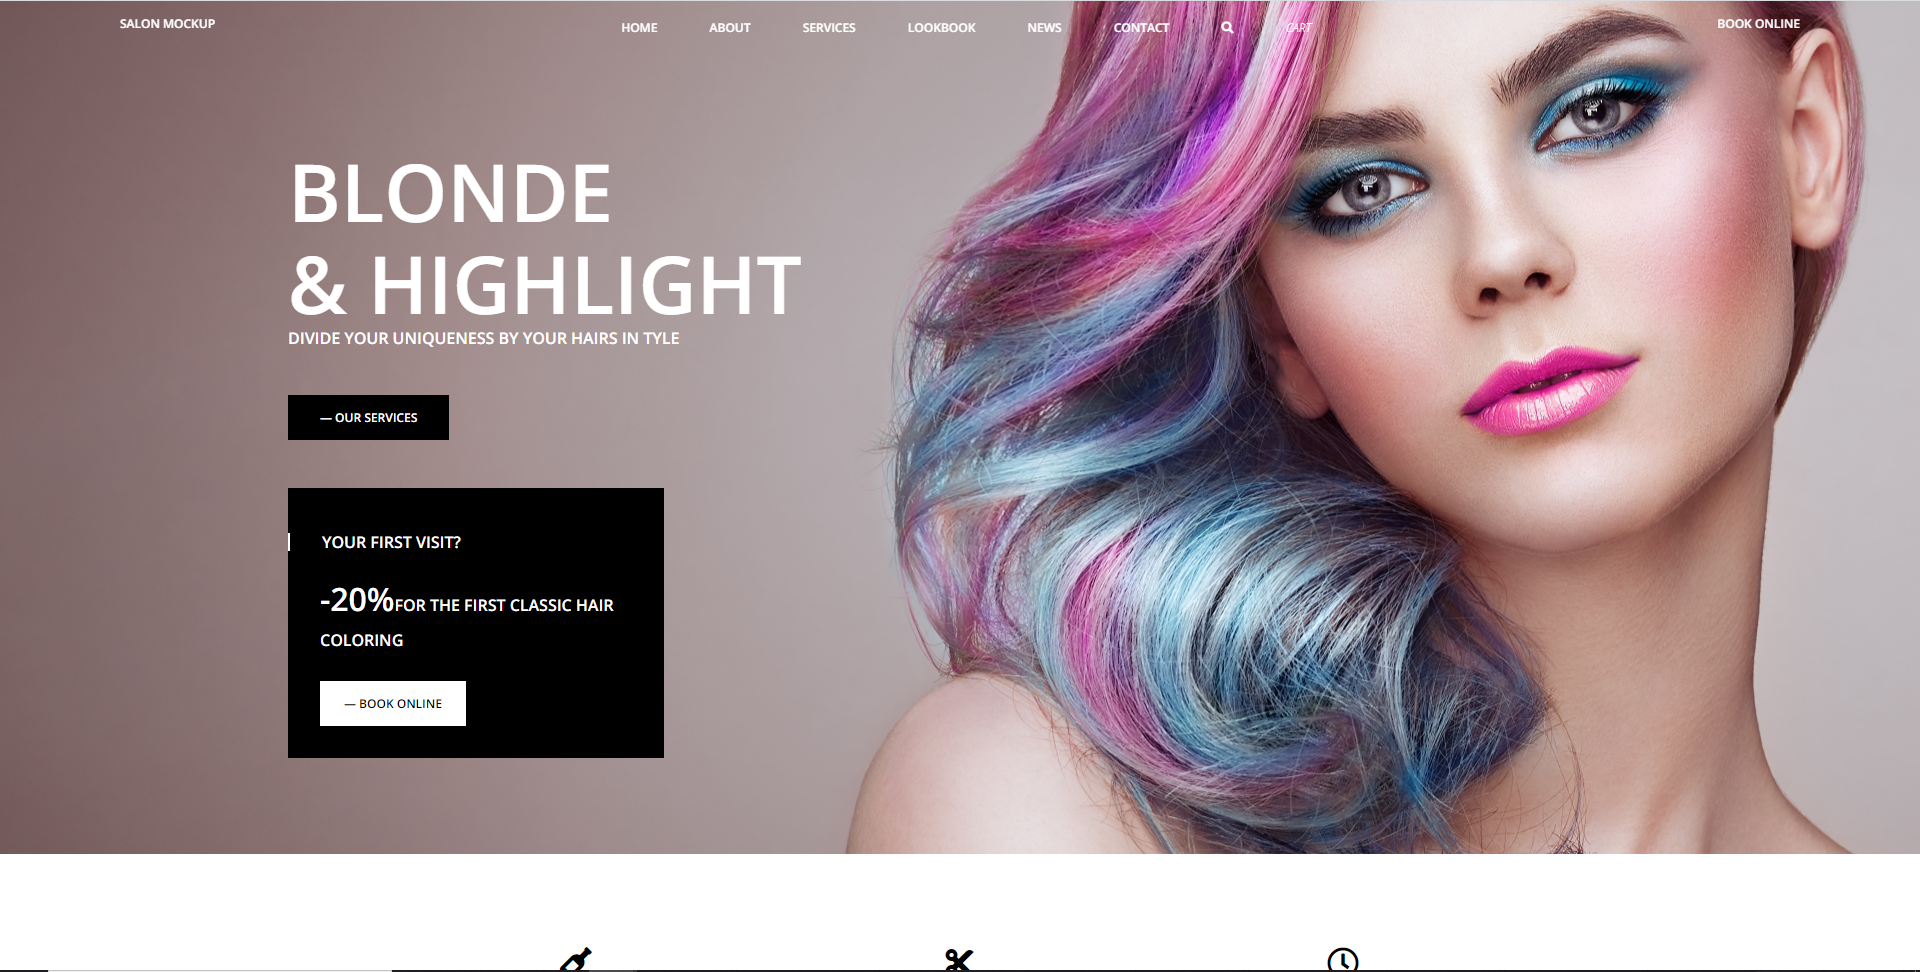 SALON MOCKUP
HOME ABOUT SERVICES LOOKBOOK NEWS CONTACT CART
BOOK ONLINE
BLONDE
& HIGHLIGHT
DIVIDE YOUR UNIQUENESS BY YOUR HAIRS IN TYLE
— OUR SERVICES
YOUR FIRST VISIT?
-20%FOR THE FIRST CLASSIC HAIR
COLORING
— BOOK ONLINE